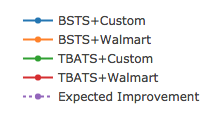 BSTS+Custom
BSTS+Walmart
TBATS+Custom
TBATS+Walmart
Expected Improvement